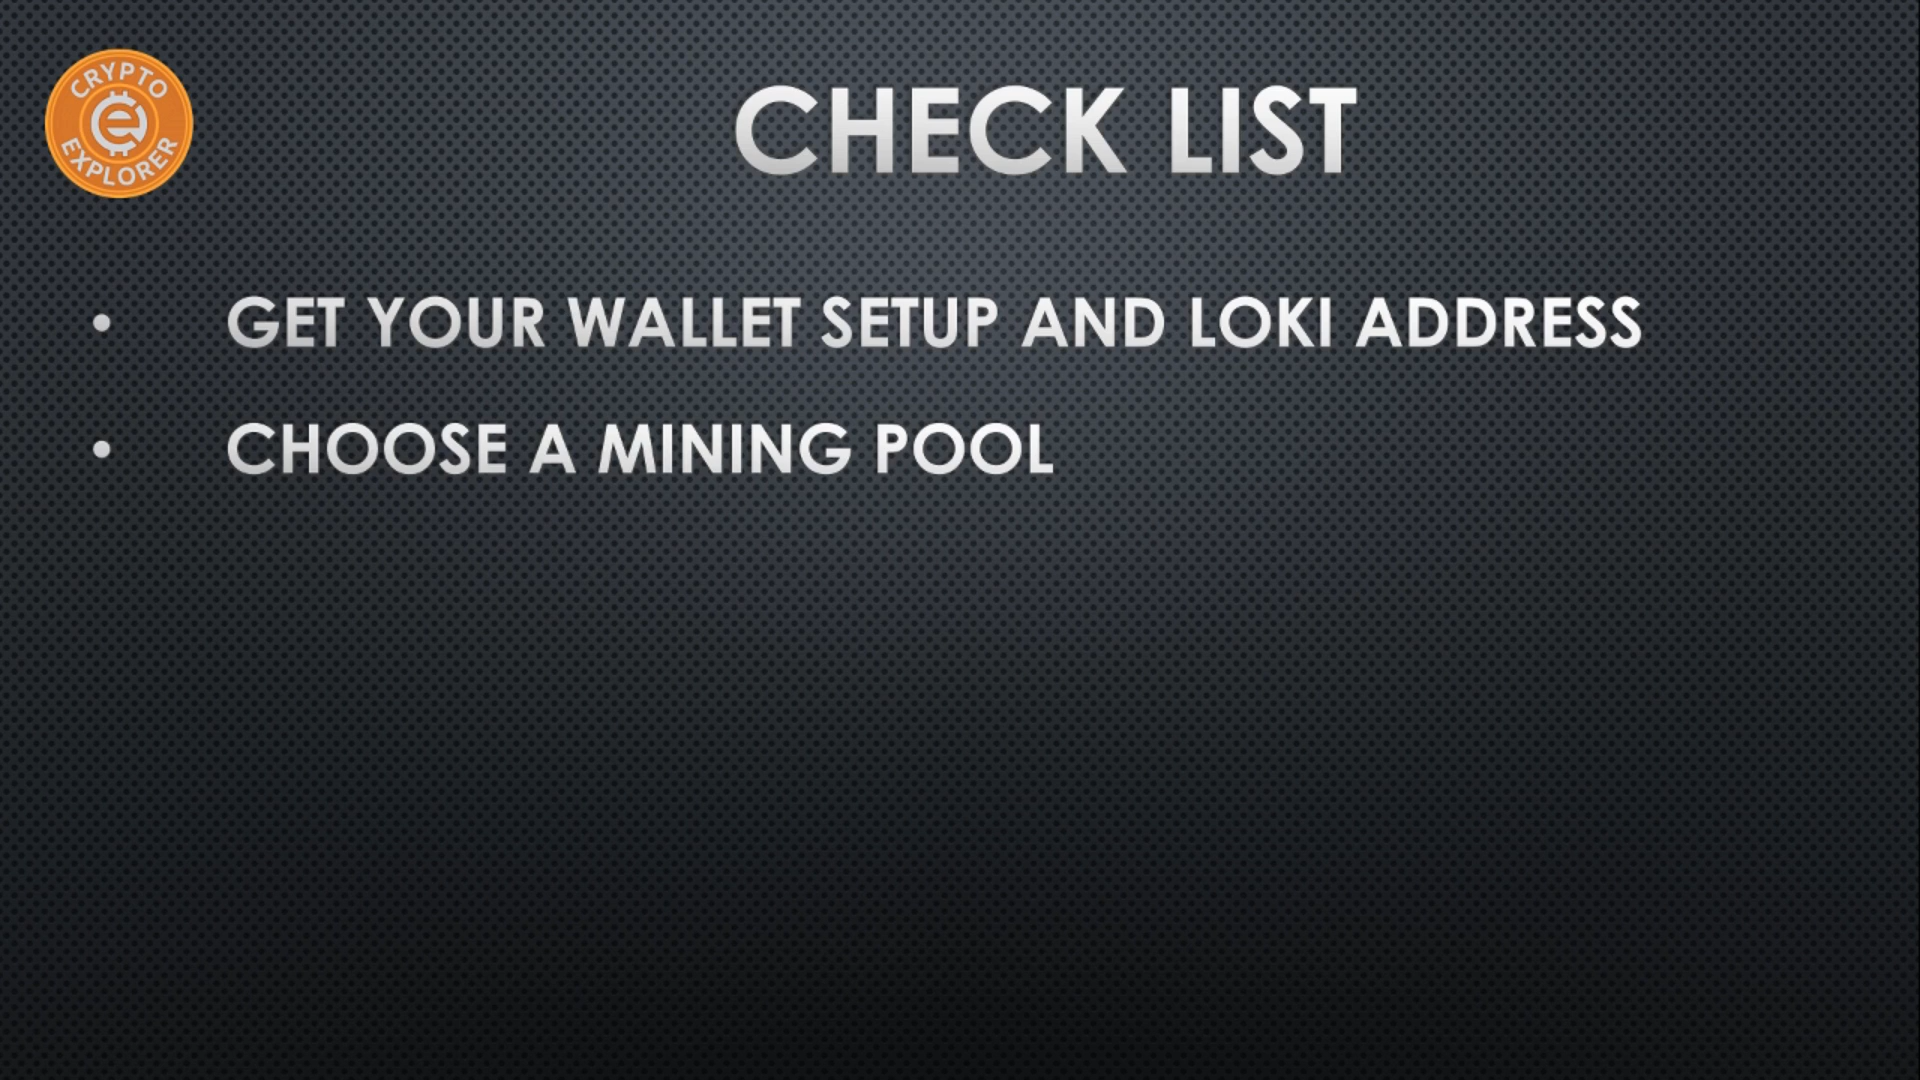 CRYPTO
EXPLORER
CHECK LIST
• GET YOUR WALLET SETUP AND LOKI ADDRESS
• CHOOSE A MINING POOL